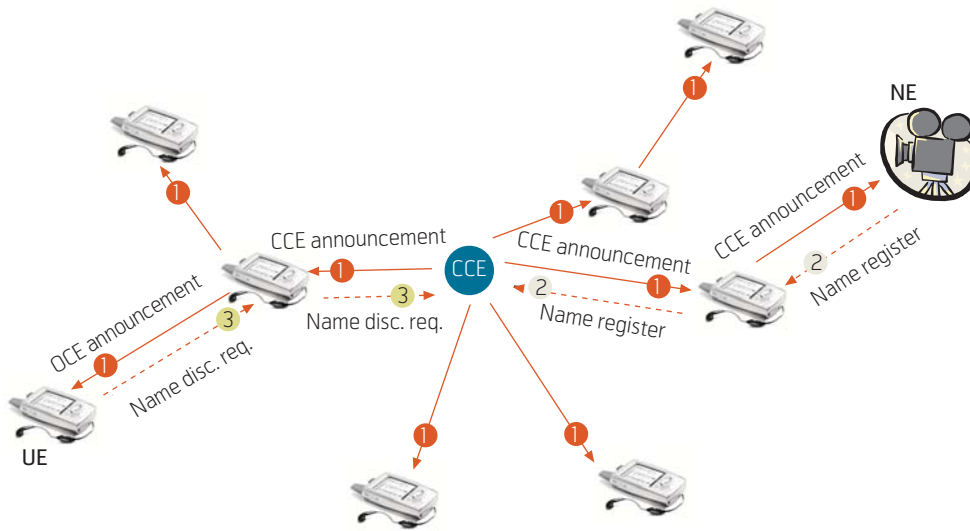 1
NE
1
1
CCE announcement
1
1
2
Name register
CCE announcement
1
CCE
CCE announcement
1
2
Name register
3
Name disc. req.
OCE announcement
1
3
Name disc. req.
UE
1
1